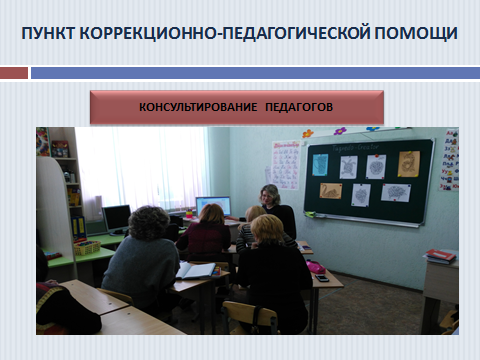 ПУНКТ КОРРЕКЦИОННО-ПЕДАГОГИЧЕСКОЙ ПОМОЩИ
КОНСУЛЬТИРОВАНИЕ ПЕДАГОГОВ